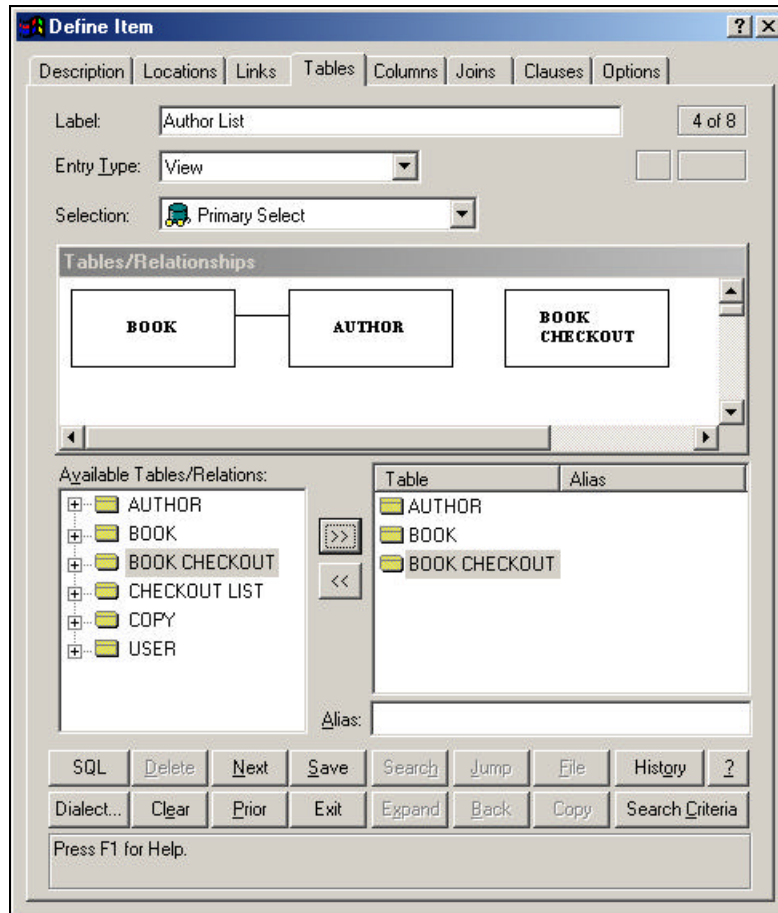 Define Item ? ×
Description Locations Links Tables Columns Joins Clauses Options
Label: Author List 4 of 8
Entry Type: View
Selection: Primary Select
Tables/Relationships
BOOK AUTHOR BOOK
CHECKOUT
Available Tables/Relations:
AUTHOR
BOOK
BOOK CHECKOUT
CHECKOUT LIST
COPY
USER
>>
<<
Table Alias
AUTHOR
BOOK
BOOK CHECKOUT
Alias:
SQL Delete Next Save Search Jump File History ?
Dialect... Clear Prior Exit Expand Back Copy Search Criteria
Press F1 for Help.